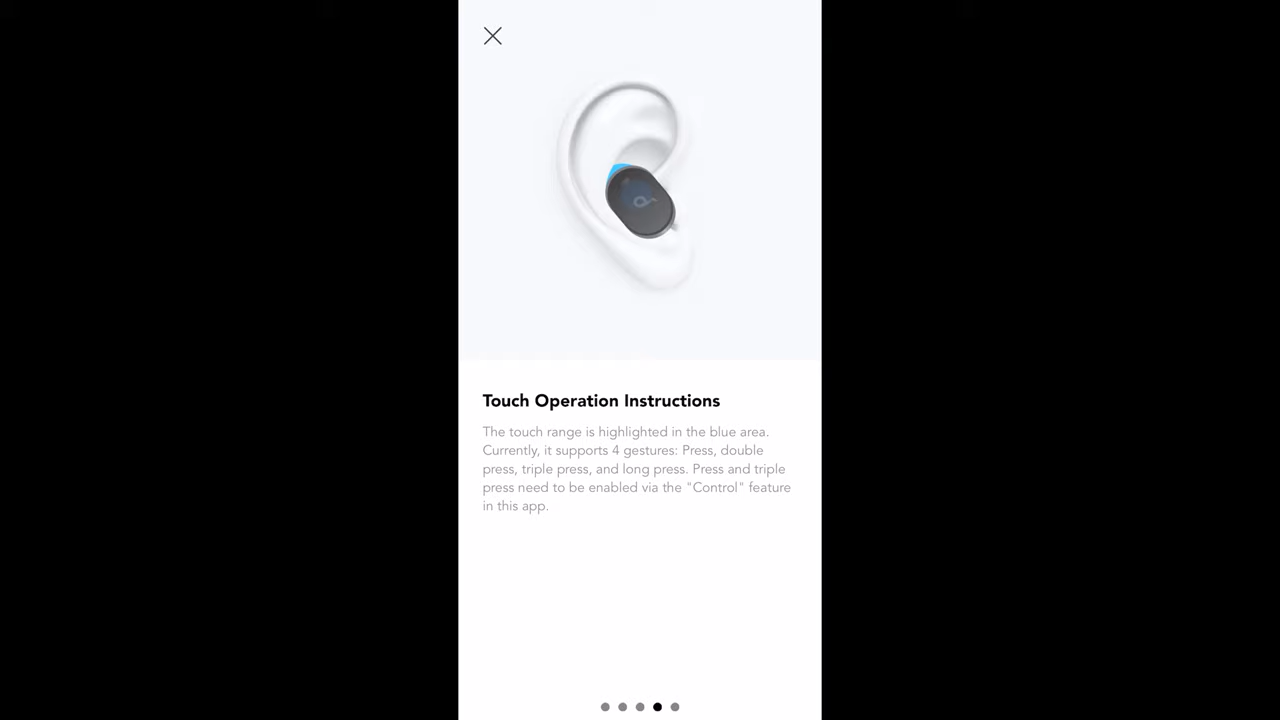 Touch Operation Instructions
The touch range is highlighted in the blue area.
Currently, it supports 4 gestures: Press, double
press, triple press, and long press. Press and triple
press need to be enabled via the "Control" feature
in this app.